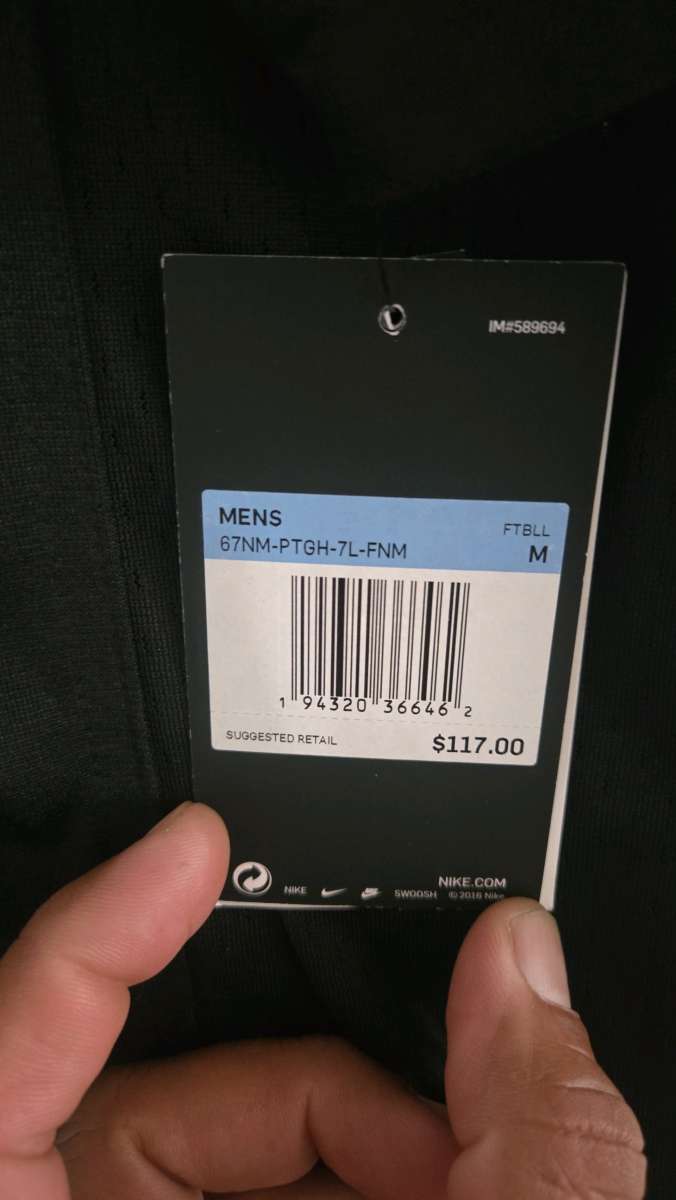 IM#589694
MENS
67NM-PTGH-7L-FNM
FTBLL
M
1 94320 36646 2
SUGGESTED RETAIL
$117.00
NIKE.COM
NIKE
SWOOSH © 2016 Nike